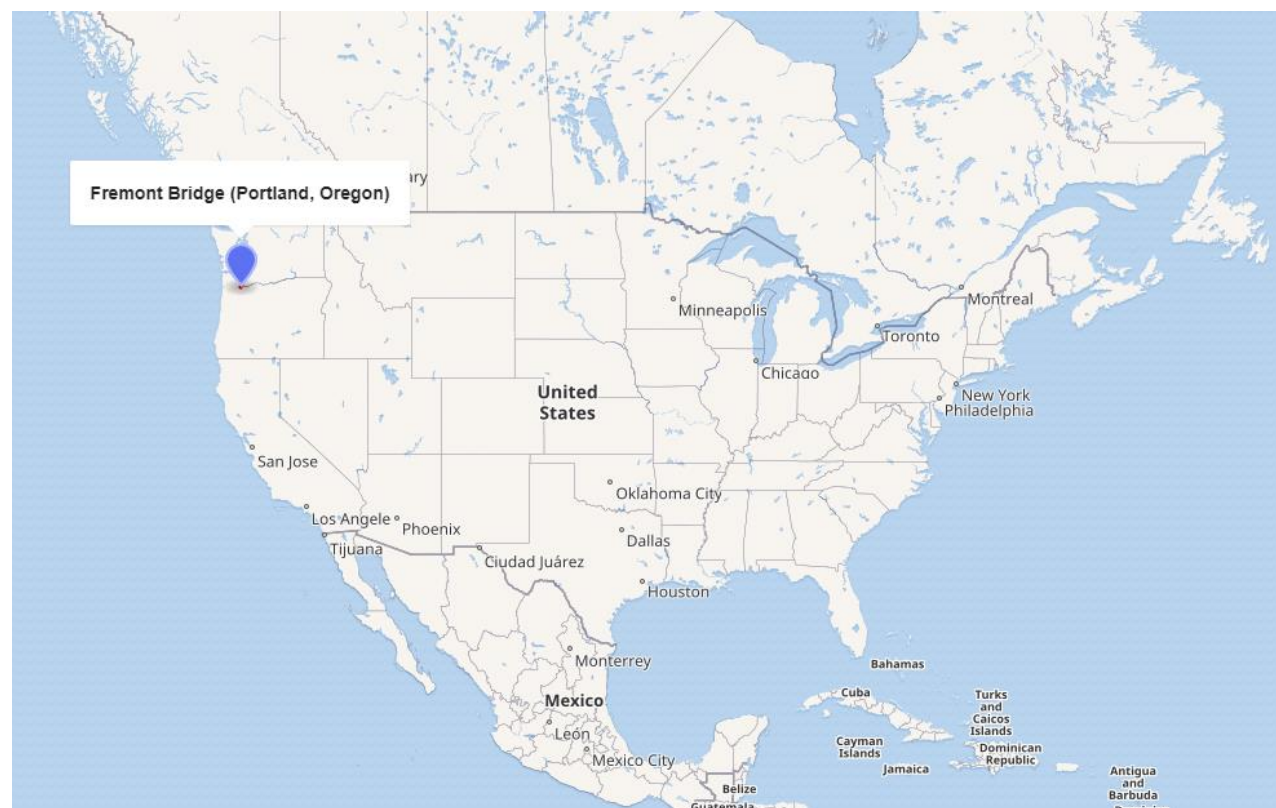 ary
Fremont Bridge (Portland, Oregon)
Minneapolis
Montreal
Toronto
Chicago
United
States
New York
Philadelphia
San Jose
Oklahoma City
Los Angele
Phoenix
Dallas
Tijuana
Ciudad Juárez
Houston
Monterrey
Bahamas
Cuba
Turks
and
Caicos
Islands
Mexico
León
Cayman
Islands
Dominican
Republic
Mexico City
Jamaica
Antigua
and
Barbuda
Belize
Guatemala